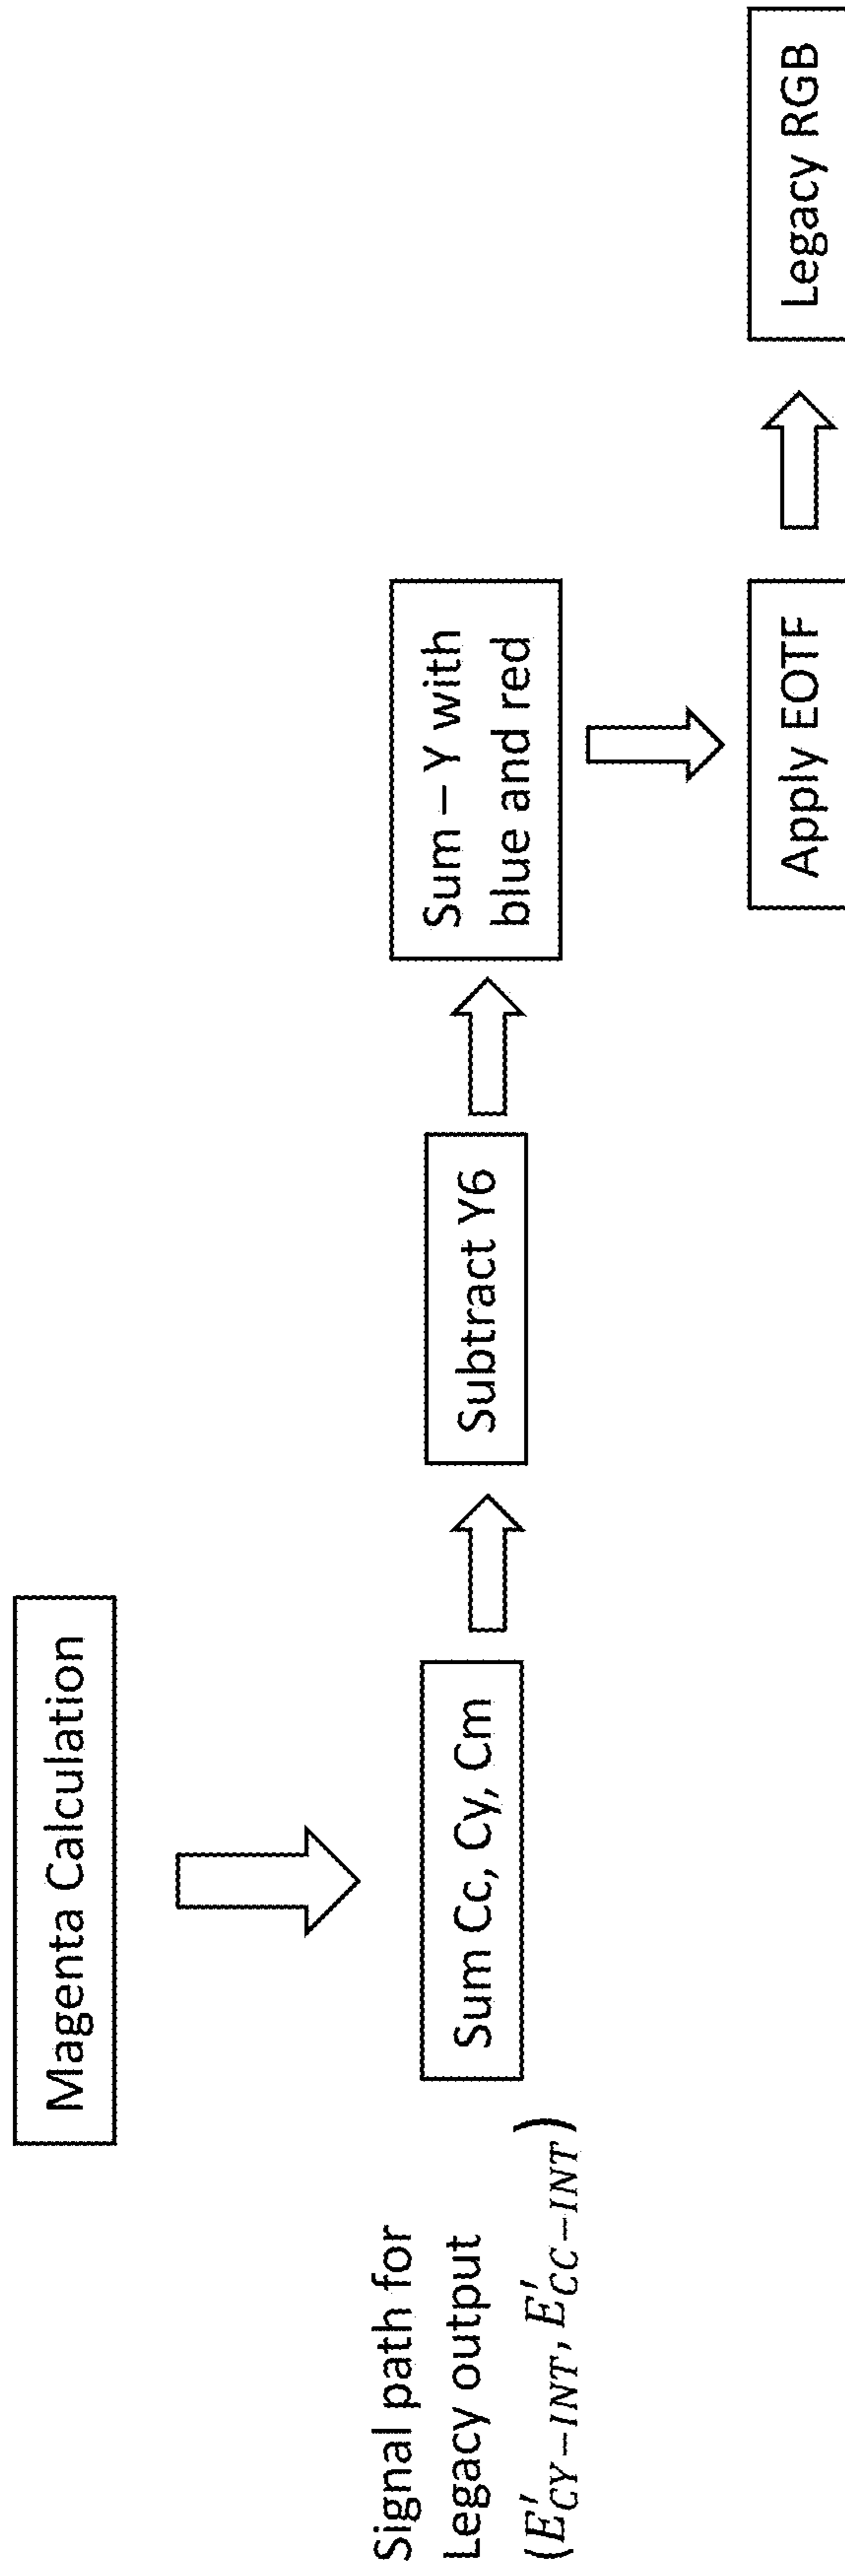 Magenta Calculation
Signal path for
Legacy output
(E'CY−INT, E'CC−INT)
Sum Cc, Cy, Cm
Subtract Y6
Sum – Y with
blue and red
Apply EOTF
Legacy RGB